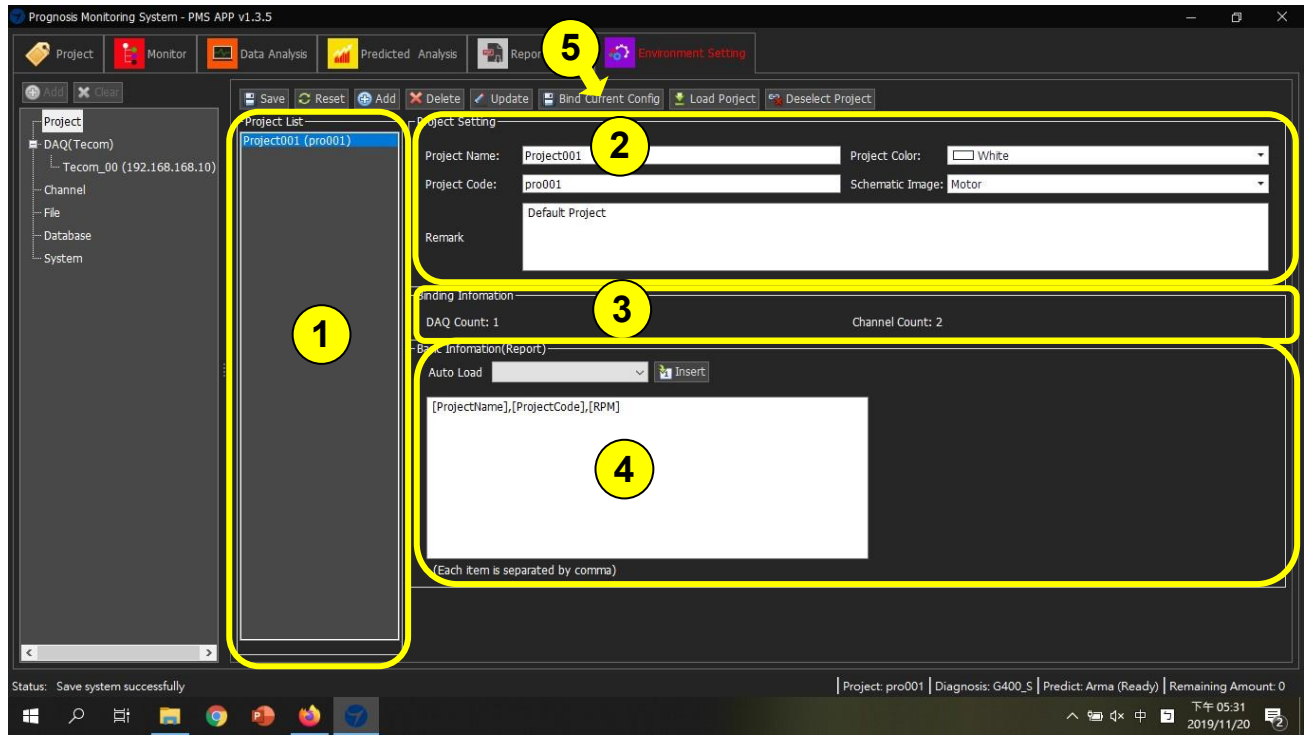 Prognosis Monitoring System - PMS APP v1.3.5
Project Monitor Data Analysis Predicted Analysis Repor 5 Environment Setting
Add Clear
Save Reset Add Delete Update Bind Current Config Load Porject Deselect Project
Project
DAQ(Tecom)
Tecom_00 (192.168.168.10)
Channel
File
Database
System
Project List
Project001 (pro001)
1
Project Setting
2
Project Name: Project001 Project Color: White
Project Code: pro001 Schematic Image: Motor
Remark Default Project
Binding Infomation
3
DAQ Count: 1 Channel Count: 2
Basic Infomation(Report)
Auto Load Insert
[ProjectName],[ProjectCode],[RPM]
4
(Each item is separated by comma)
Status: Save system successfully Project: pro001 Diagnosis: G400_S Predict: Arma (Ready) Remaining Amount: 0
中 下午 05:31
2019/11/20 2